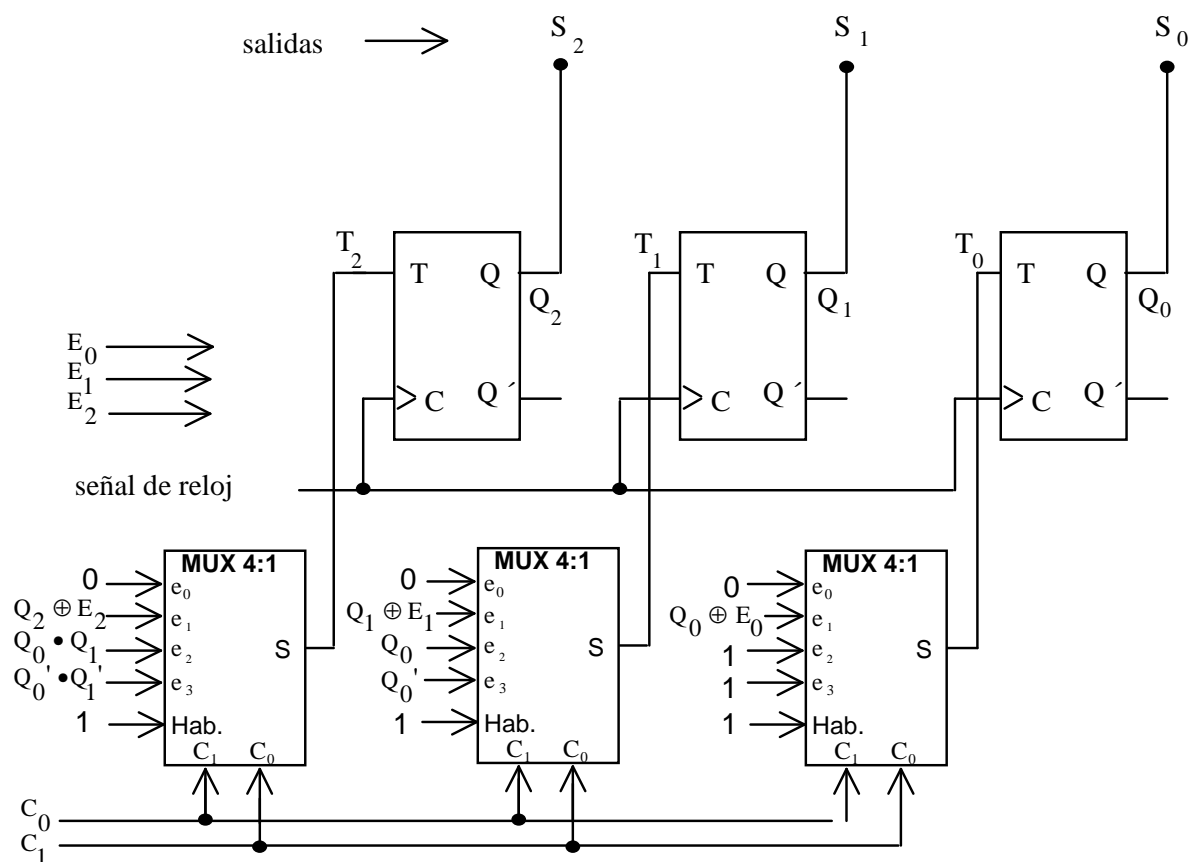 salidas
S2
S1
S0
T2
T Q
Q2
C Q´
T1
T Q
Q1
C Q´
T0
T Q
Q0
C Q´
E0
E1
E2
señal de reloj
MUX 4:1
0
e0
Q2 ⊕ E2
e1
Q0 • Q1
e2
Q0' • Q1'
e3
S
1
Hab.
C1 C0
MUX 4:1
0
e0
Q1 ⊕ E1
e1
Q0
e2
Q0'
e3
S
1
Hab.
C1 C0
MUX 4:1
0
e0
Q0 ⊕ E0
e1
1
e2
1
e3
S
1
Hab.
C1 C0
C0
C1